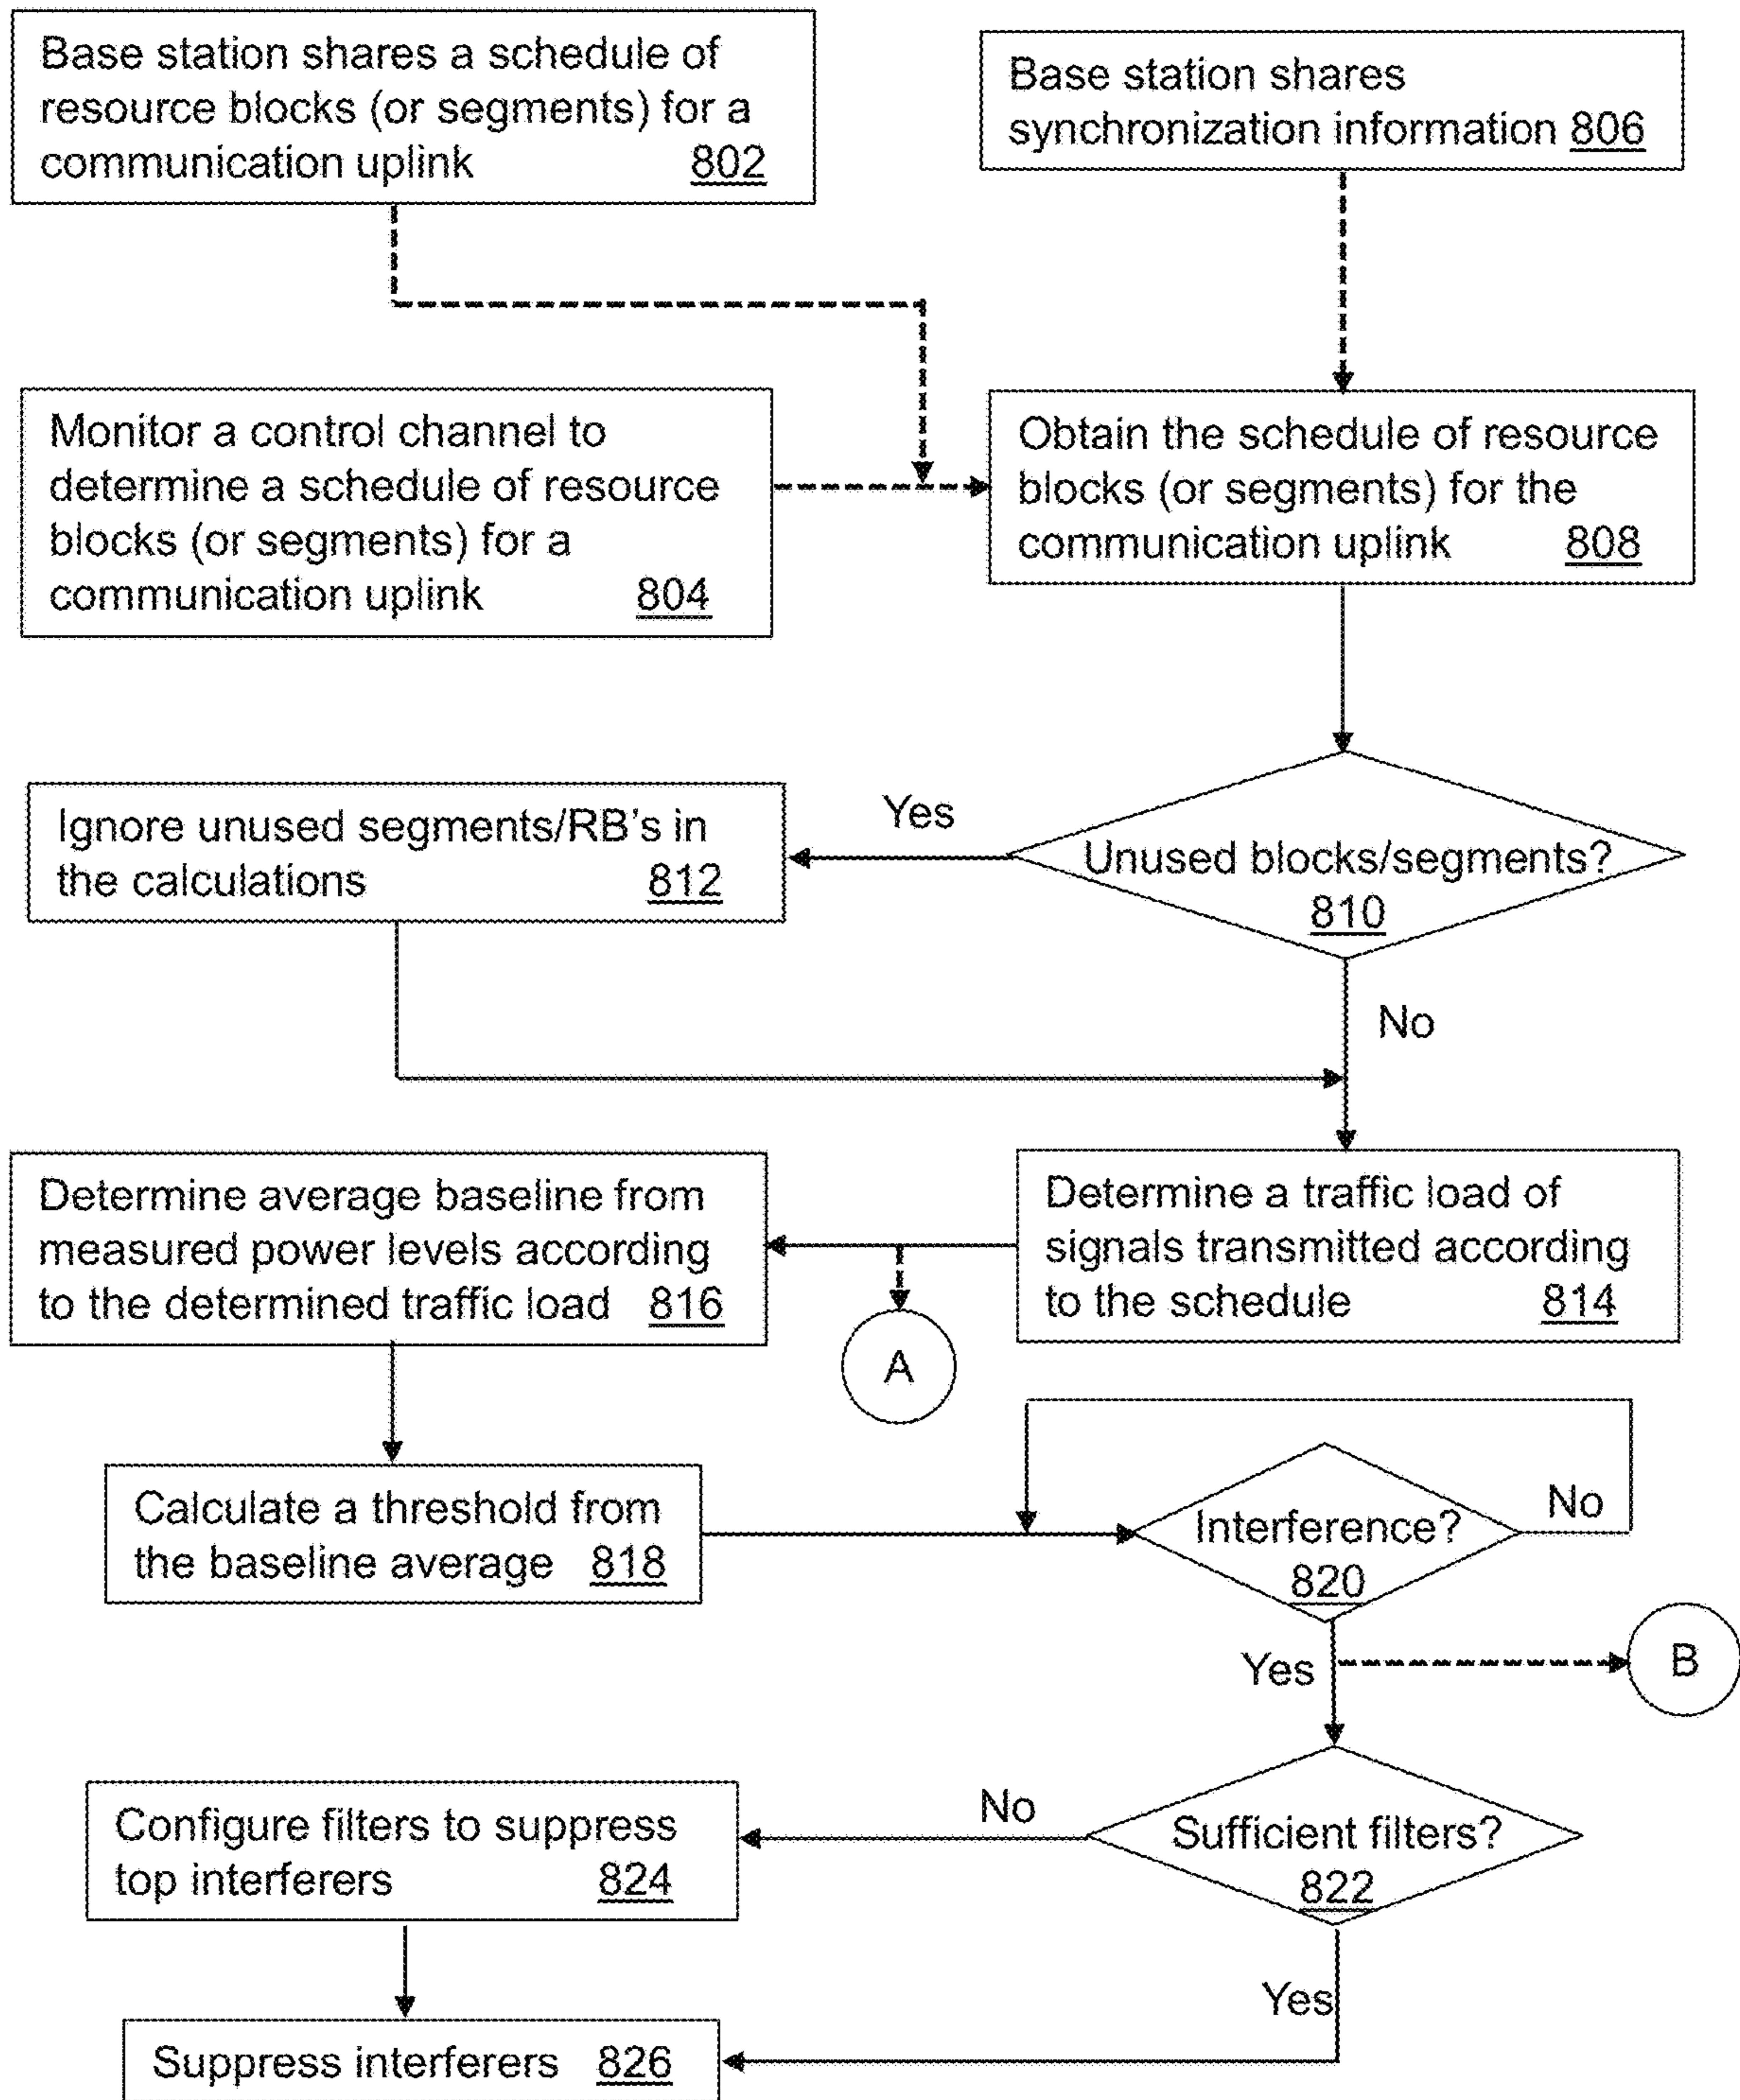 Base station shares a schedule of
resource blocks (or segments) for a
communication uplink 802
Base station shares
synchronization information 806
Monitor a control channel to
determine a schedule of resource
blocks (or segments) for a
communication uplink 804
Obtain the schedule of resource
blocks (or segments) for the
communication uplink 808
Ignore unused segments/RB's in
the calculations 812
Yes
Unused blocks/segments?
810
No
Determine average baseline from
measured power levels according
to the determined traffic load 816
Determine a traffic load of
signals transmitted according
to the schedule 814
A
Calculate a threshold from
the baseline average 818
Interference?
820
No
Yes
B
Configure filters to suppress
top interferers 824
No
Sufficient filters?
822
Yes
Suppress interferers 826